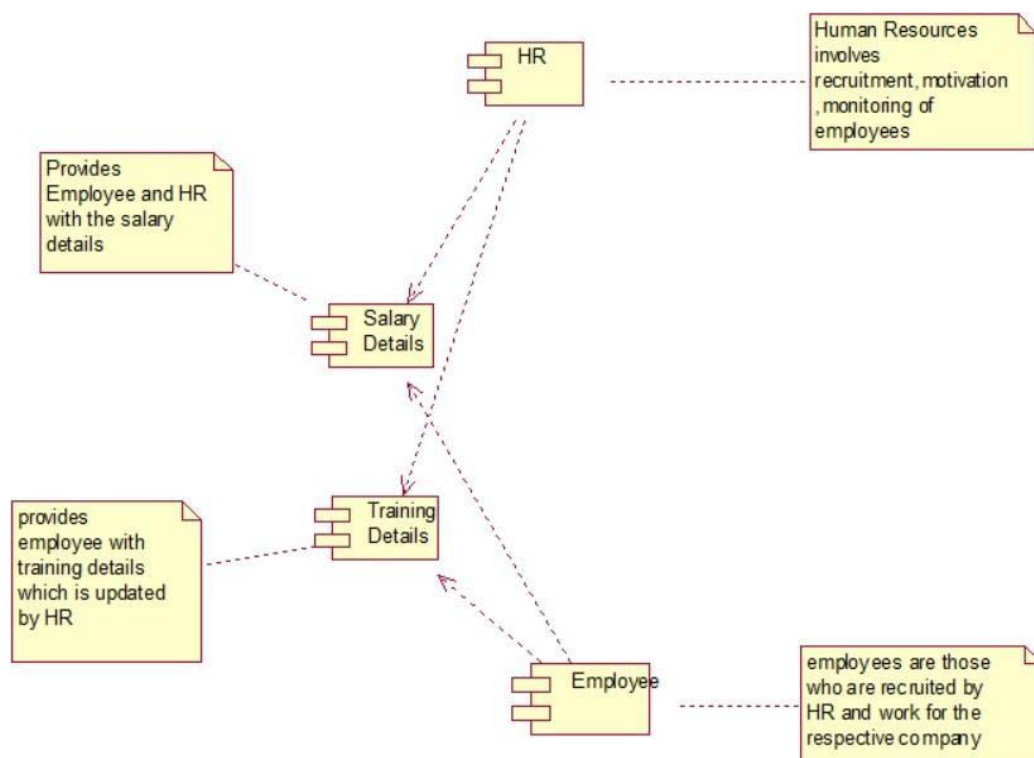 HR
Human Resources
involves
recruitment, motivation
, monitoring of
employees
Provides
Employee and HR
with the salary
details
Salary
Details
Training
Details
provides
employee with
training details
which is updated
by HR
Employee
employees are those
who are recruited by
HR and work for the
respective company